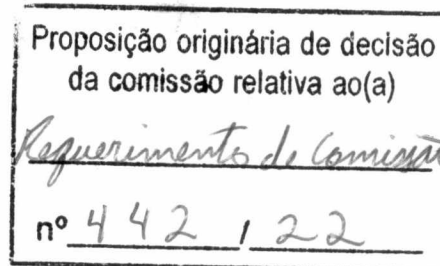 Proposição originária de decisão
da comissão relativa ao(a)
Requerimento de Comissão
nº 442 / 22